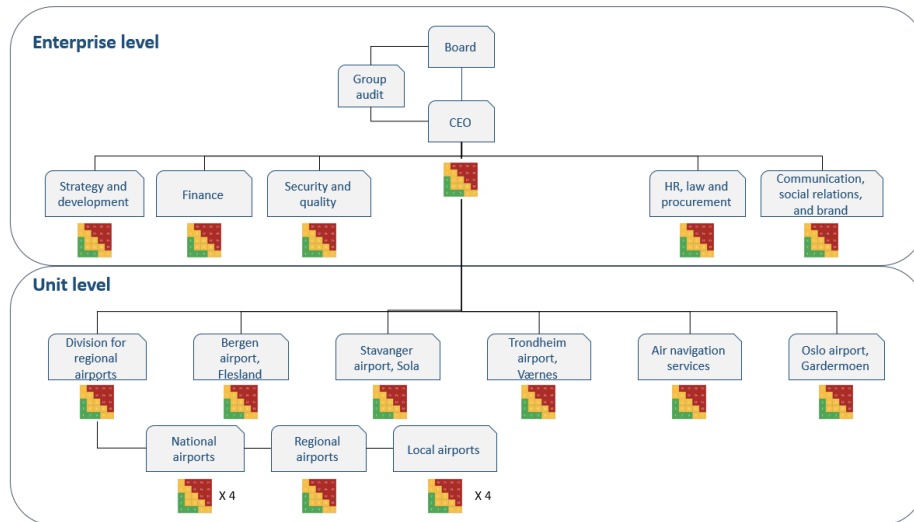 Enterprise level
Board
Group
audit
CEO
Strategy and
development
Finance
Security and
quality
HR, law and
procurement
Communication,
social relations,
and brand
Unit level
Division for
regional
airports
Bergen
airport,
Flesland
Stavanger
airport, Sola
Trondheim
airport,
Værnes
Air navigation
services
Oslo airport,
Gardermoen
National
airports
Regional
airports
Local airports
X 4
X 4